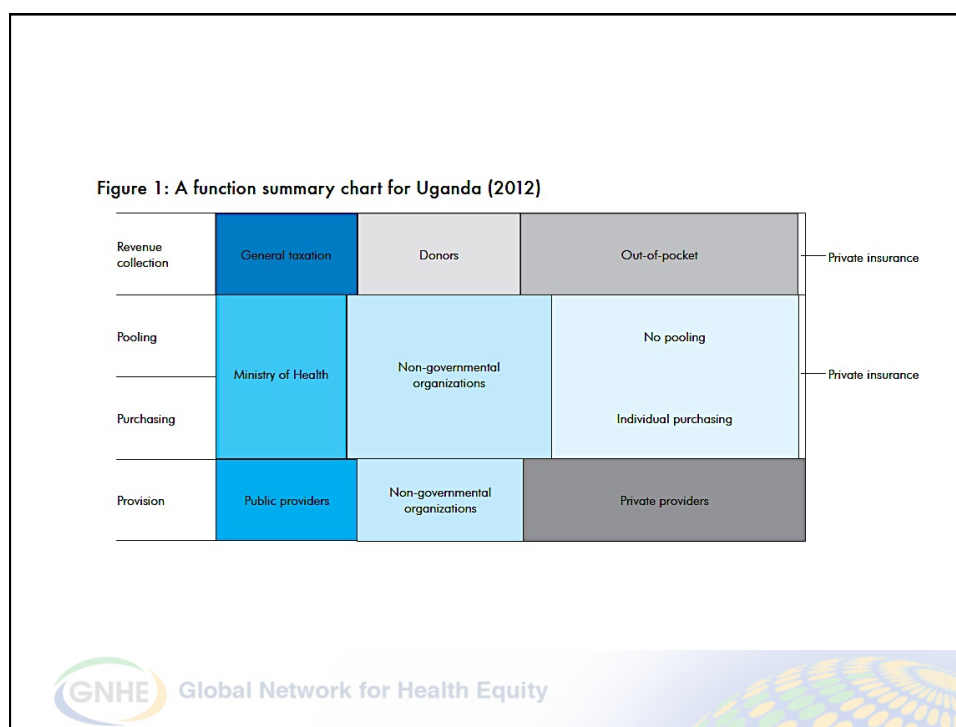 Figure 1: A function summary chart for Uganda (2012)
Revenue
collection
General taxation
Donors
Out-of-pocket
Private insurance
Pooling
Ministry of Health
Non-governmental
organizations
No pooling
Private insurance
Purchasing
Individual purchasing
Provision
Public providers
Non-governmental
organizations
Private providers
GNHE
Global Network for Health Equity